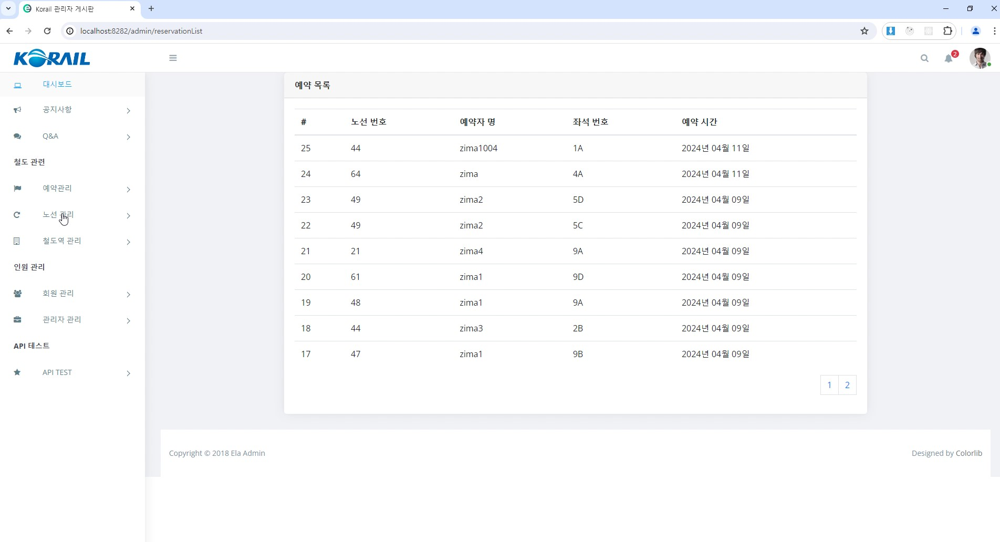 Korail 관리자 게시판
localhost:8282/admin/reservationList
KORAIL
2
대시보드
공지사항
Q&A
철도 관련
예약관리
노선 관리
철도역 관리
인원 관리
회원 관리
관리자 관리
API 테스트
API TEST
예약 목록
# 노선 번호 예약자 명 좌석 번호 예약 시간
25 44 zima1004 1A 2024년 04월 11일
24 64 zima 4A 2024년 04월 11일
23 49 zima2 5D 2024년 04월 09일
22 49 zima2 5C 2024년 04월 09일
21 21 zima4 9A 2024년 04월 09일
20 61 zima1 9D 2024년 04월 09일
19 48 zima1 9A 2024년 04월 09일
18 44 zima3 2B 2024년 04월 09일
17 47 zima1 9B 2024년 04월 09일
1 2
Copyright © 2018 Ela Admin
Designed by Colorlib